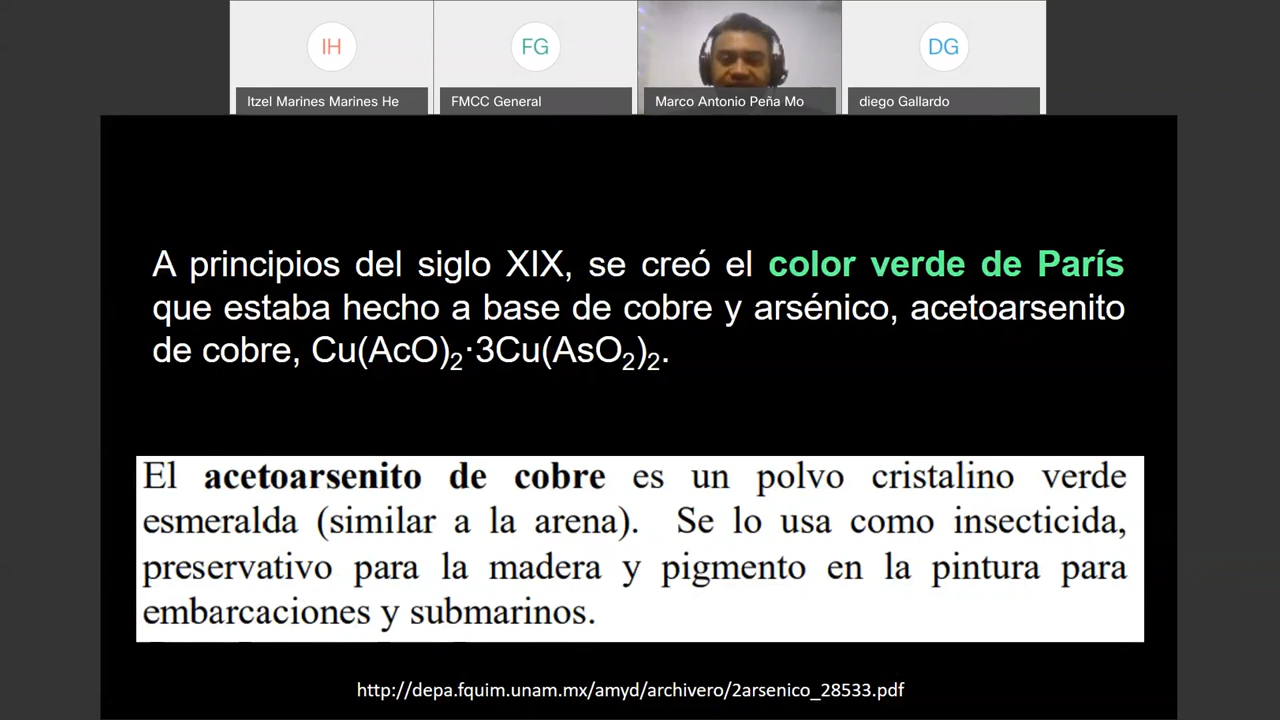 IH
FG
DG
Itzel Marines Marines He
FMCC General
Marco Antonio Peña Mo
diego Gallardo
A principios del siglo XIX, se creó el color verde de París
que estaba hecho a base de cobre y arsénico, acetoarsenito
de cobre, Cu(AcO)₂·3Cu(AsO₂)₂.
El acetoarsenito de cobre es un polvo cristalino verde
esmeralda (similar a la arena). Se lo usa como insecticida,
preservativo para la madera y pigmento en la pintura para
embarcaciones y submarinos.
http://depa.fquim.unam.mx/amyd/archivero/2arsenico_28533.pdf